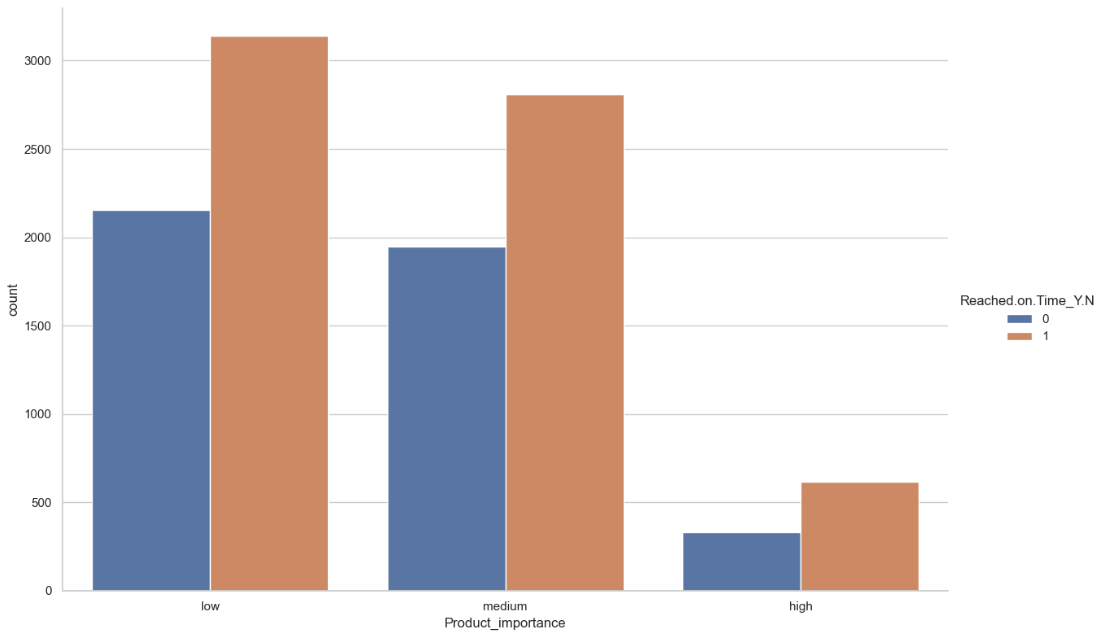 3000
2500
2000
1500
1000
500
0
count
low
medium
high
Product_importance
Reached.on.Time_Y.N
0
1